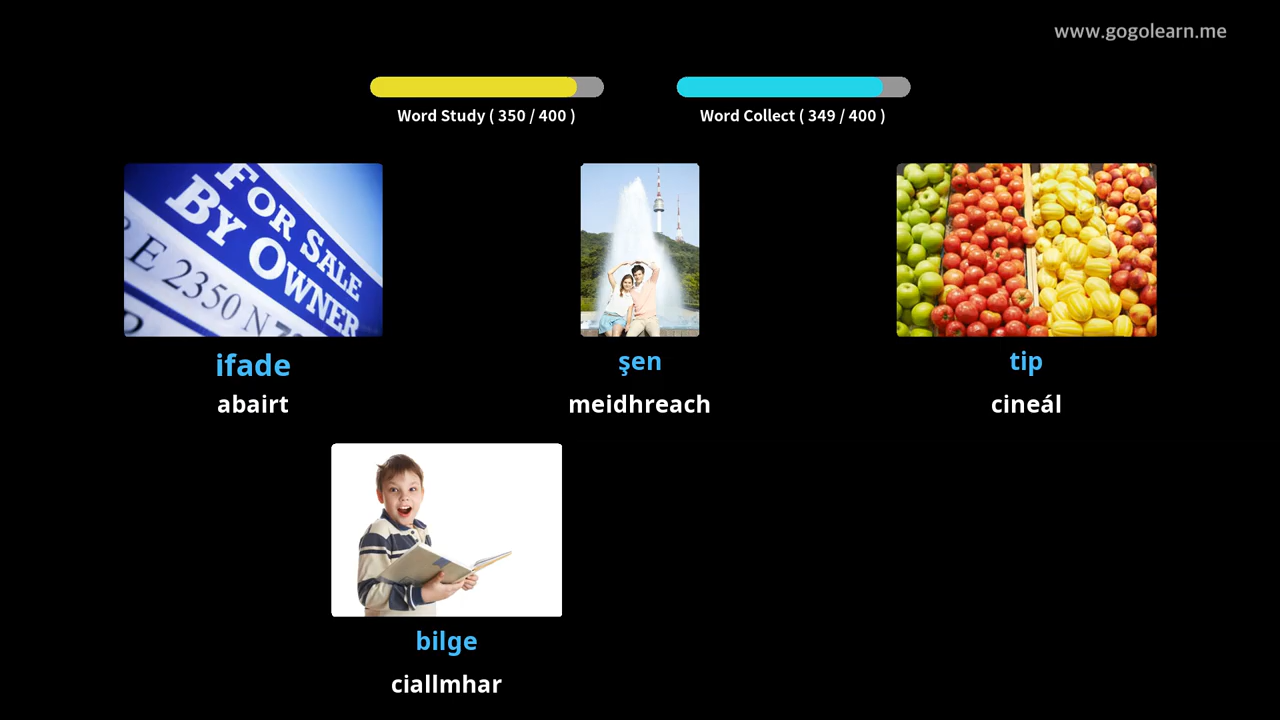 www.gogolearn.me
Word Study ( 350 / 400 )
Word Collect ( 349 / 400 )
FOR SALE
BY OWNER
E 2350 N
ifade
abairt
şen
meidhreach
tip
cineál
bilge
ciallmhar